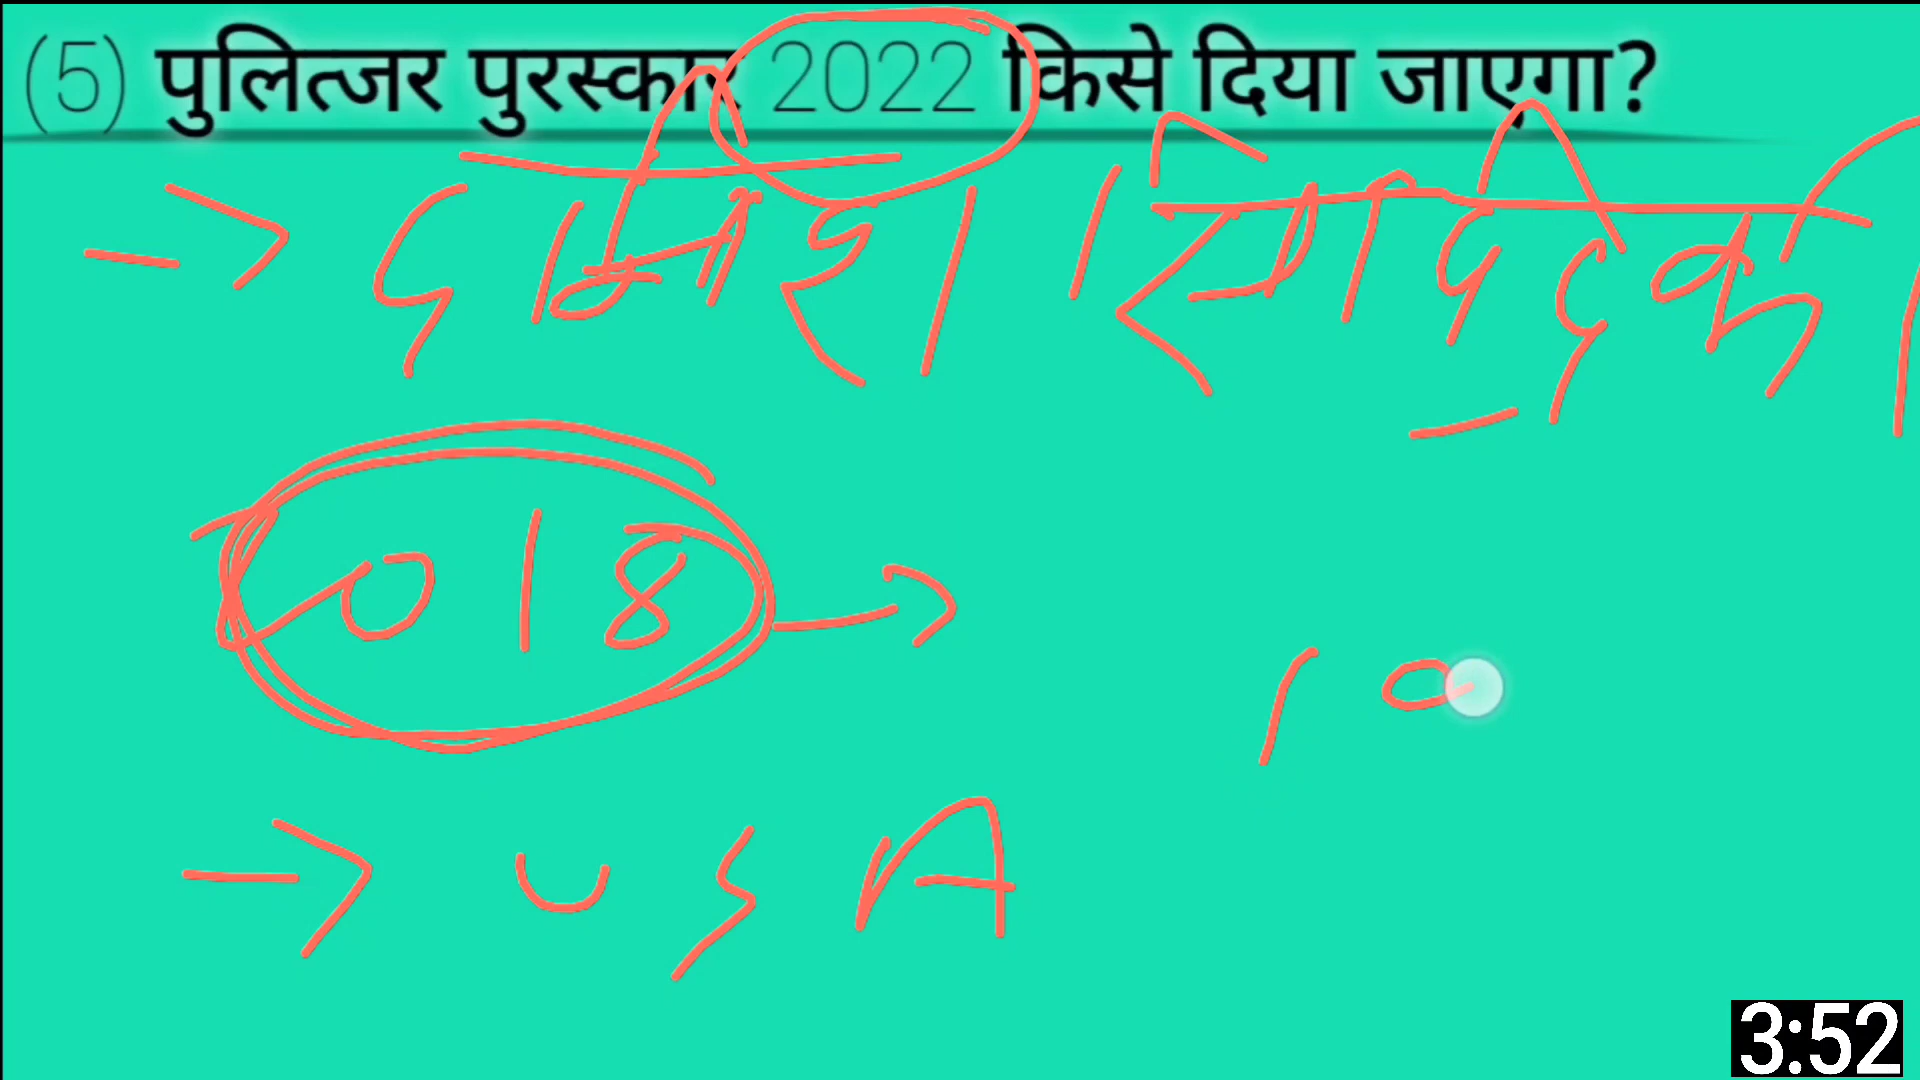 (5) पुलित्जर पुरस्कार 2022 किसे दिया जाएगा?
→ दानिश सिद्दिकी
2018 →
→ USA
3:52